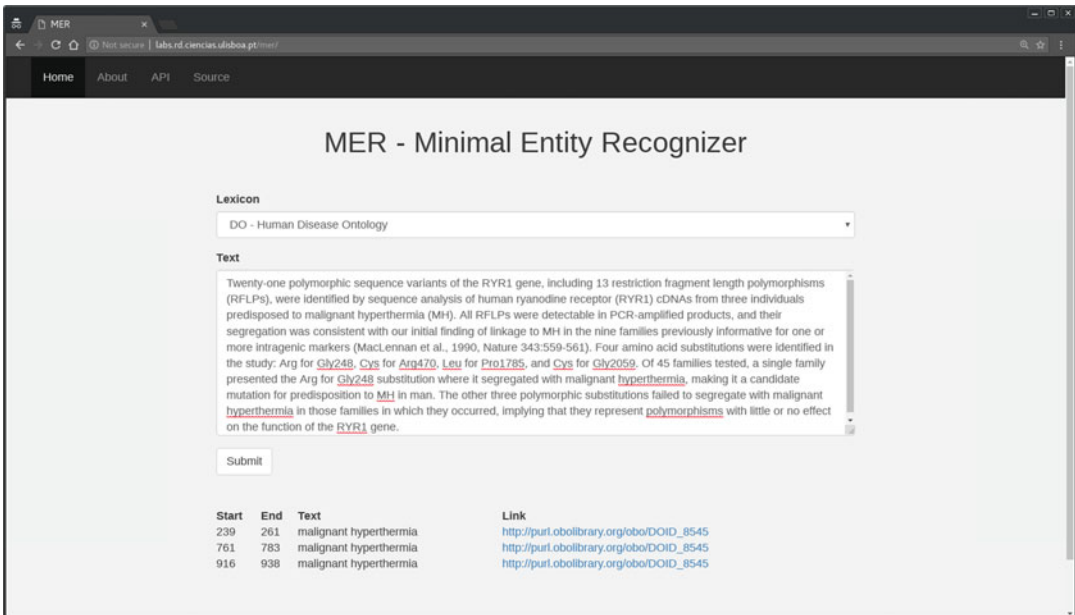 MER
Not secure | labs.rd.ciencias.ulisboa.pt/mer/
Home About API Source
MER - Minimal Entity Recognizer
Lexicon
DO - Human Disease Ontology
Text
Twenty-one polymorphic sequence variants of the RYR1 gene, including 13 restriction fragment length polymorphisms
(RFLPs), were identified by sequence analysis of human ryanodine receptor (RYR1) cDNAs from three individuals
predisposed to malignant hyperthermia (MH). All RFLPs were detectable in PCR-amplified products, and their
segregation was consistent with our initial finding of linkage to MH in the nine families previously informative for one or
more intragenic markers (MacLennan et al., 1990, Nature 343:559-561). Four amino acid substitutions were identified in
the study: Arg for Gly248, Cys for Arg470, Leu for Pro1785, and Cys for Gly2059. Of 45 families tested, a single family
presented the Arg for Gly248 substitution where it segregated with malignant hyperthermia, making it a candidate
mutation for predisposition to MH in man. The other three polymorphic substitutions failed to segregate with malignant
hyperthermia in those families in which they occurred, implying that they represent polymorphisms with little or no effect
on the function of the RYR1 gene.
Submit
Start End Text Link
239 261 malignant hyperthermia http://purl.obolibrary.org/obo/DOID_8545
761 783 malignant hyperthermia http://purl.obolibrary.org/obo/DOID_8545
916 938 malignant hyperthermia http://purl.obolibrary.org/obo/DOID_8545